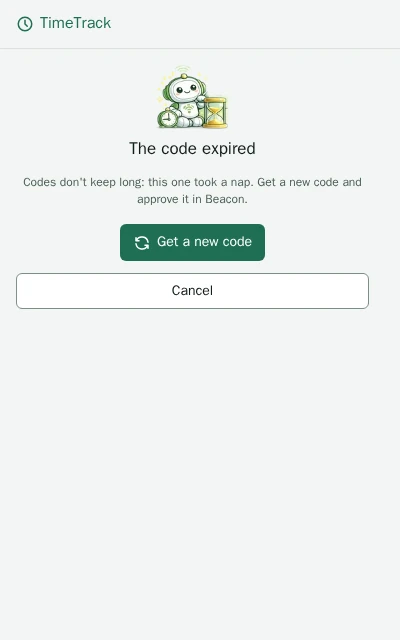 TimeTrack
The code expired
Codes don't keep long: this one took a nap. Get a new code and
approve it in Beacon.
Get a new code
Cancel